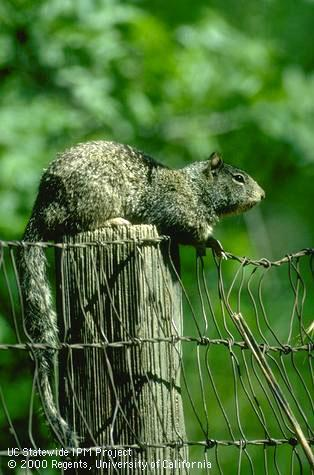 UC Statewide IPM Project
© 2000 Regents, University of California